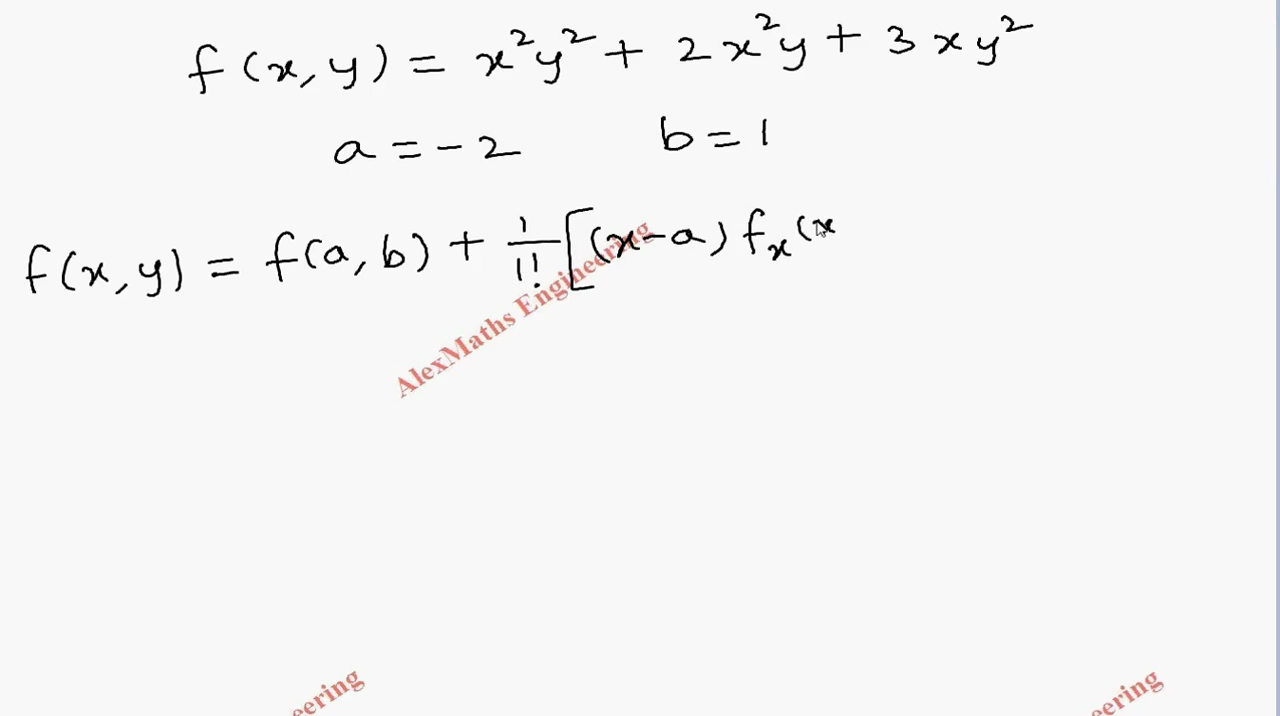 f(x, y) = x²y² + 2x²y + 3xy²
a = -2 b = 1
f(x, y) = f(a, b) + 1/1! [(x-a) fₓ(x
AlexMaths Engineering
eering
eering